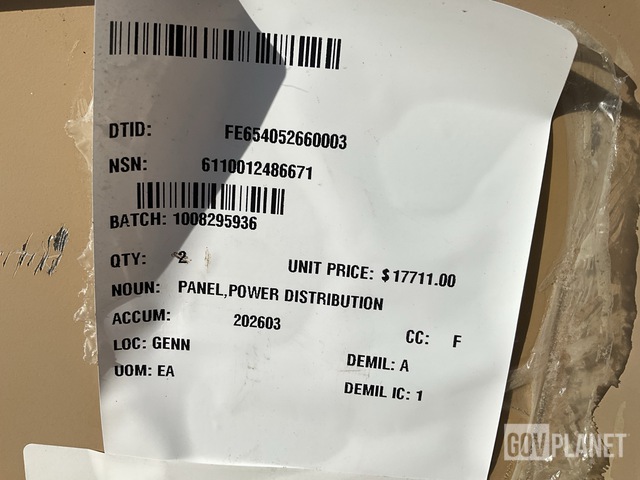 DTID: FE654052660003
NSN: 6110012486671
BATCH: 1008295936
QTY: 2
UNIT PRICE: $17711.00
NOUN: PANEL,POWER DISTRIBUTION
ACCUM: 202603
CC: F
LOC: GENN
DEMIL: A
UOM: EA
DEMIL IC: 1
GOVPLANET